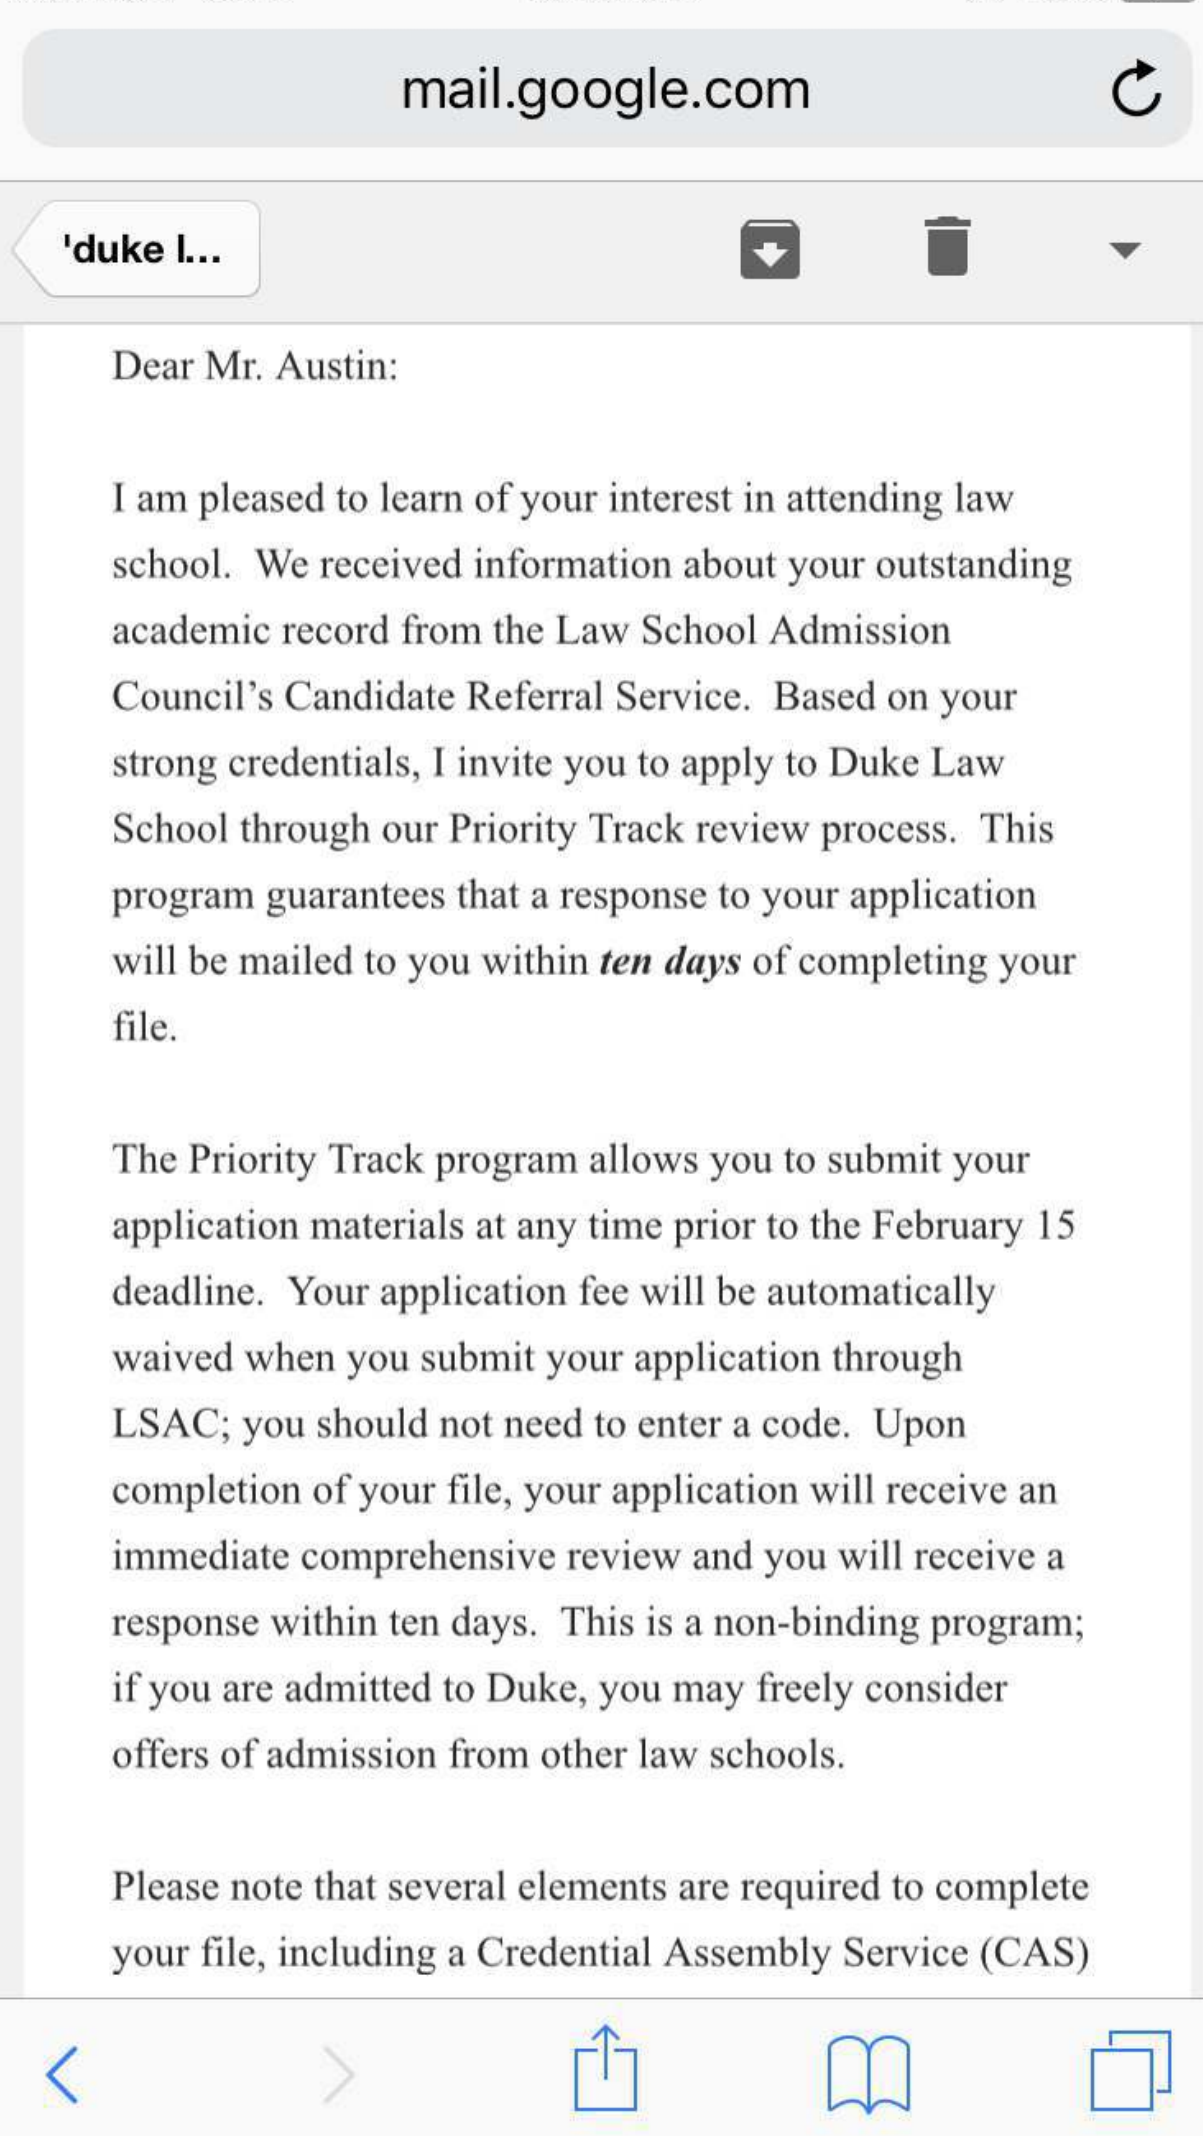 mail.google.com
'duke l...
Dear Mr. Austin:
I am pleased to learn of your interest in attending law
school.  We received information about your outstanding
academic record from the Law School Admission
Council’s Candidate Referral Service.  Based on your
strong credentials, I invite you to apply to Duke Law
School through our Priority Track review process.  This
program guarantees that a response to your application
will be mailed to you within ten days of completing your
file.
The Priority Track program allows you to submit your
application materials at any time prior to the February 15
deadline.  Your application fee will be automatically
waived when you submit your application through
LSAC; you should not need to enter a code.  Upon
completion of your file, your application will receive an
immediate comprehensive review and you will receive a
response within ten days.  This is a non-binding program;
if you are admitted to Duke, you may freely consider
offers of admission from other law schools.
Please note that several elements are required to complete
your file, including a Credential Assembly Service (CAS)